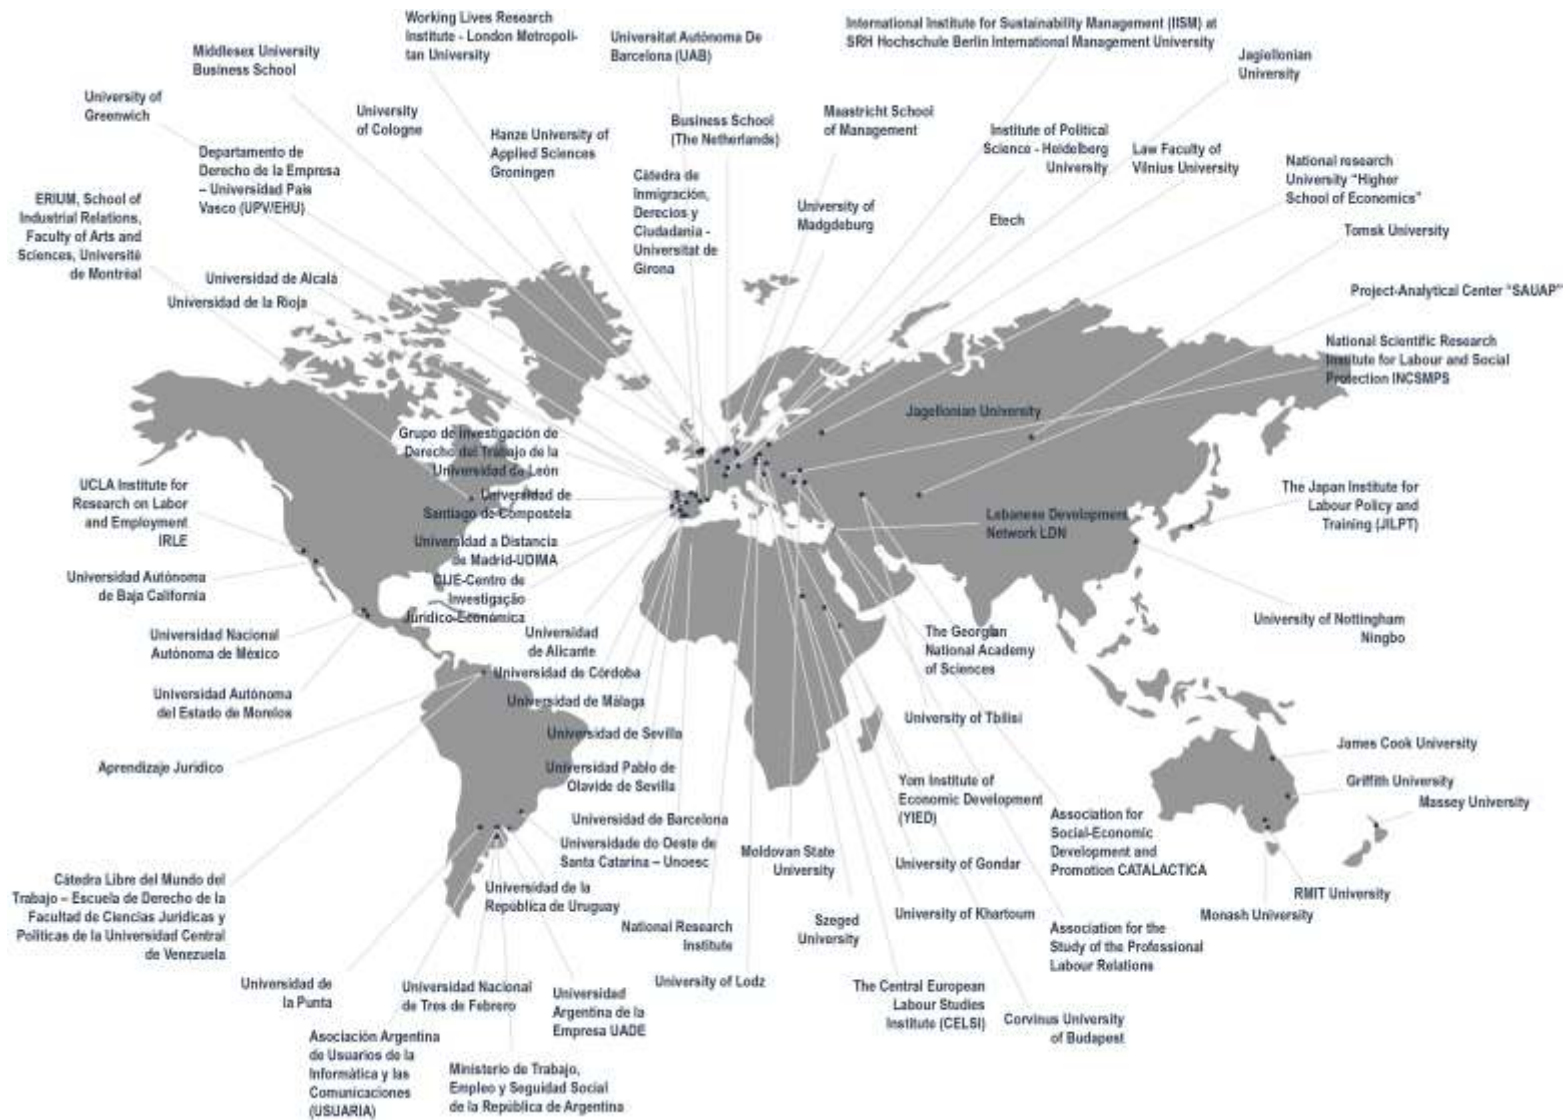 Working Lives Research
Institute - London Metropoli-
tan University
Universitat Autònoma De
Barcelona (UAB)
International Institute for Sustainability Management (IISM) at
SRH Hochschule Berlin International Management University
Middlesex University
Business School
Jagiellonian
University
University of
Greenwich
University
of Cologne
Hanze University of
Applied Sciences
Groningen
Business School
(The Netherlands)
Maastricht School
of Management
Institute of Political
Science - Heidelberg
University
Law Faculty of
Vilnius University
National research
University "Higher
School of Economics"
Departamento de
Derecho de la Empresa
– Universidad Pais
Vasco (UPV/EHU)
Cátedra de
Inmigración,
Derecios y
Ciudadania -
Universitat de
Girona
ERIUM, School of
Industrial Relations,
Faculty of Arts and
Sciences, Université
de Montréal
University of
Madgdeburg
Etech
Tomsk University
Universidad de Alcalá
Universidad de la Rioja
Project-Analytical Center "SAUAP"
National Scientific Research
Institute for Labour and Social
Protection INCSMPS
Jagellonian University
Grupo de Investigación de
Derecho del Trabajo de la
Universidad de León
UCLA Institute for
Research on Labor
and Employment
IRLE
Universidad de
Santiago de Compostela
The Japan Institute for
Labour Policy and
Training (JILPT)
Lebanese Development
Network LDN
Universidad a Distancia
de Madrid-UDIMA
Universidad Autónoma
de Baja California
CIJE-Centro de
Investigação
Jurídico-Económica
Universidad Nacional
Autónoma de México
Universidad
de Alicante
The Georgian
National Academy
of Sciences
University of Nottingham
Ningbo
Universidad de Córdoba
Universidad Autónoma
del Estado de Morelos
Universidad de Málaga
University of Tbilisi
Universidad de Sevilla
James Cook University
Aprendizaje Jurídico
Universidad Pablo de
Olavide de Sevilla
Yom Institute of
Economic Development
(YIED)
Griffith University
Massey University
Universidad de Barcelona
Association for
Social-Economic
Development and
Promotion CATALACTICA
Universidade do Oeste de
Santa Catarina – Unoesc
Moldovan State
University
University of Gondar
Cátedra Libre del Mundo del
Trabajo – Escuela de Derecho de la
Facultad de Ciencias Jurídicas y
Políticas de la Universidad Central
de Venezuela
Universidad de la
República de Uruguay
RMIT University
Monash University
National Research
Institute
Szeged
University
University of Khartoum
Association for the
Study of the Professional
Labour Relations
Universidad de
la Punta
Universidad Nacional
de Tres de Febrero
Universidad
Argentina de la
Empresa UADE
University of Lodz
The Central European
Labour Studies
Institute (CELSI)
Corvinus University
of Budapest
Asociación Argentina
de Usuarios de la
Informática y las
Comunicaciones
(USUARIA)
Ministerio de Trabajo,
Empleo y Seguidad Social
de la República de Argentina